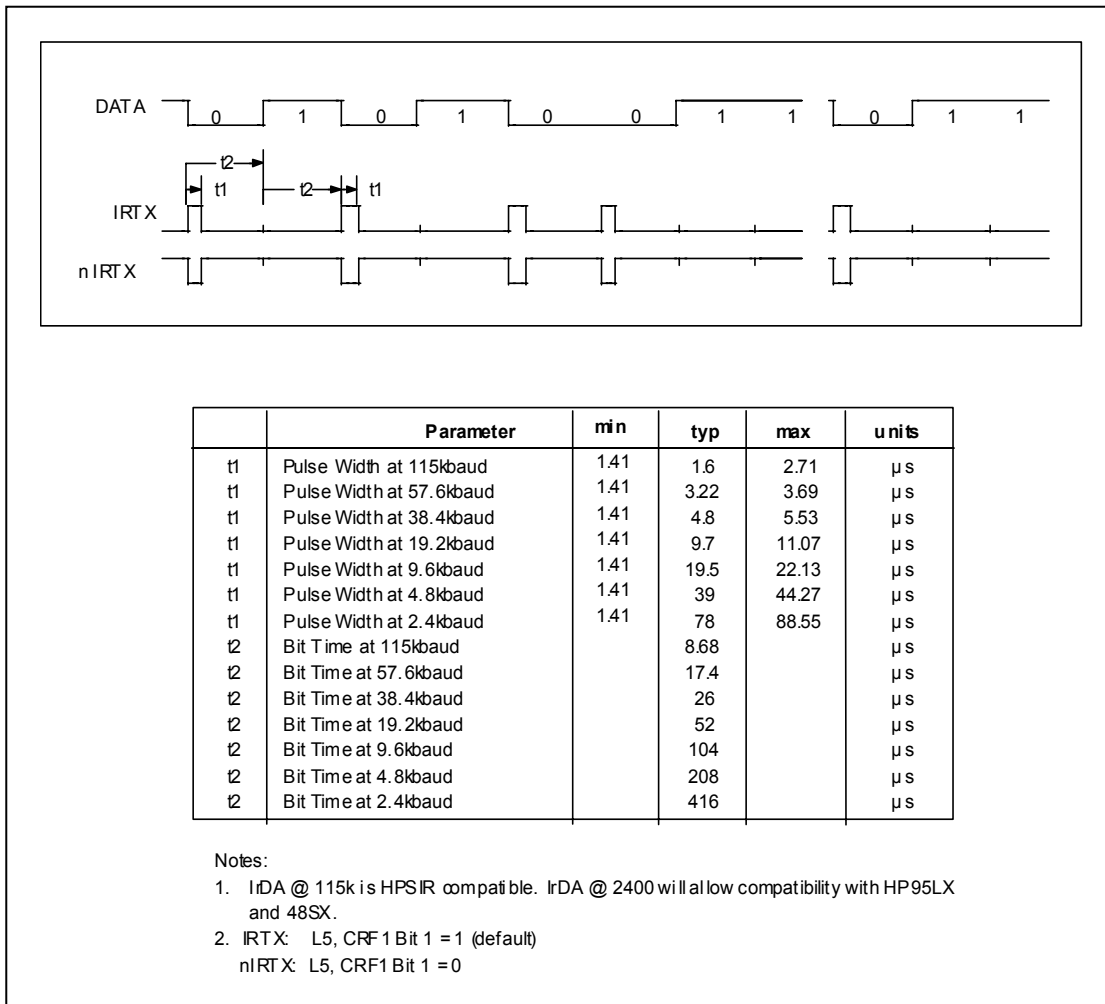 DATA 0 1 0 1 0 0 1 1 0 1 1
t2
t1 t2 t1
IRTX
nIRTX
Parameter min typ max units
t1 Pulse Width at 115kbaud 1.41 1.6 2.71 µs
t1 Pulse Width at 57.6kbaud 1.41 3.22 3.69 µs
t1 Pulse Width at 38.4kbaud 1.41 4.8 5.53 µs
t1 Pulse Width at 19.2kbaud 1.41 9.7 11.07 µs
t1 Pulse Width at 9.6kbaud 1.41 19.5 22.13 µs
t1 Pulse Width at 4.8kbaud 1.41 39 44.27 µs
t1 Pulse Width at 2.4kbaud 1.41 78 88.55 µs
t2 Bit Time at 115kbaud 8.68 µs
t2 Bit Time at 57.6kbaud 17.4 µs
t2 Bit Time at 38.4kbaud 26 µs
t2 Bit Time at 19.2kbaud 52 µs
t2 Bit Time at 9.6kbaud 104 µs
t2 Bit Time at 4.8kbaud 208 µs
t2 Bit Time at 2.4kbaud 416 µs
Notes:
1. IrDA @ 115k is HPSIR compatible. IrDA @ 2400 will allow compatibility with HP95LX
and 48SX.
2. IRTX: L5, CRF1 Bit 1 = 1 (default)
nIRTX: L5, CRF1 Bit 1 = 0